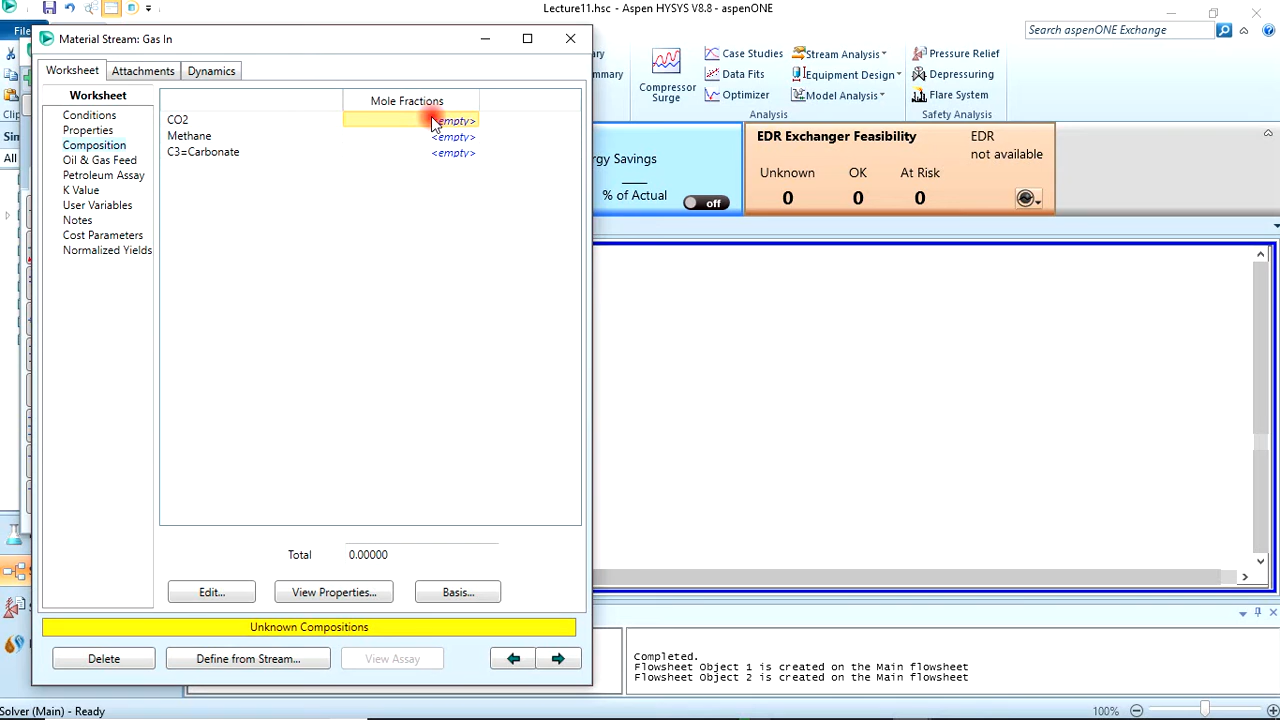 Lecture11.hsc - Aspen HYSYS V8.8 - aspenONE
File
Material Stream: Gas In
Search aspenONE Exchange
Worksheet Attachments Dynamics
Worksheet
Conditions
Properties
Composition
Oil & Gas Feed
Petroleum Assay
K Value
User Variables
Notes
Cost Parameters
Normalized Yields
Mole Fractions
CO2 <empty>
Methane <empty>
C3=Carbonate <empty>
Total 0.00000
Edit... View Properties... Basis...
Unknown Compositions
Delete Define from Stream... View Assay
Compressor
Surge
Case Studies
Data Fits
Optimizer
Stream Analysis
Equipment Design
Model Analysis
Analysis
Pressure Relief
Depressuring
Flare System
Safety Analysis
% of Actual
off
EDR Exchanger Feasibility
EDR
not available
Unknown OK At Risk
0 0 0
All
Completed.
Flowsheet Object 1 is created on the Main flowsheet
Flowsheet Object 2 is created on the Main flowsheet
Solver (Main) - Ready
100%